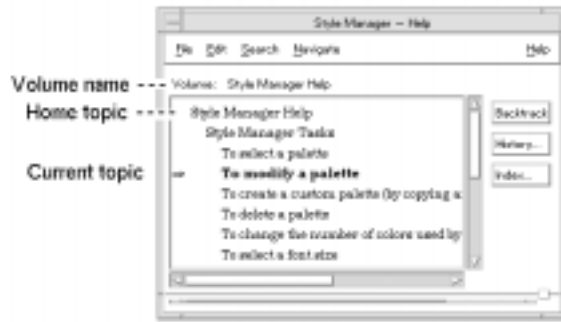 Style Manager – Help
File Edit Search Navigate Help
Volume name
Volume: Style Manager Help
Home topic
Style Manager Help
Backtrack
Style Manager Tasks
To select a palette
History...
Current topic
To modify a palette
Index...
To create a custom palette (by copying a
To delete a palette
To change the number of colors used by
To select a font size